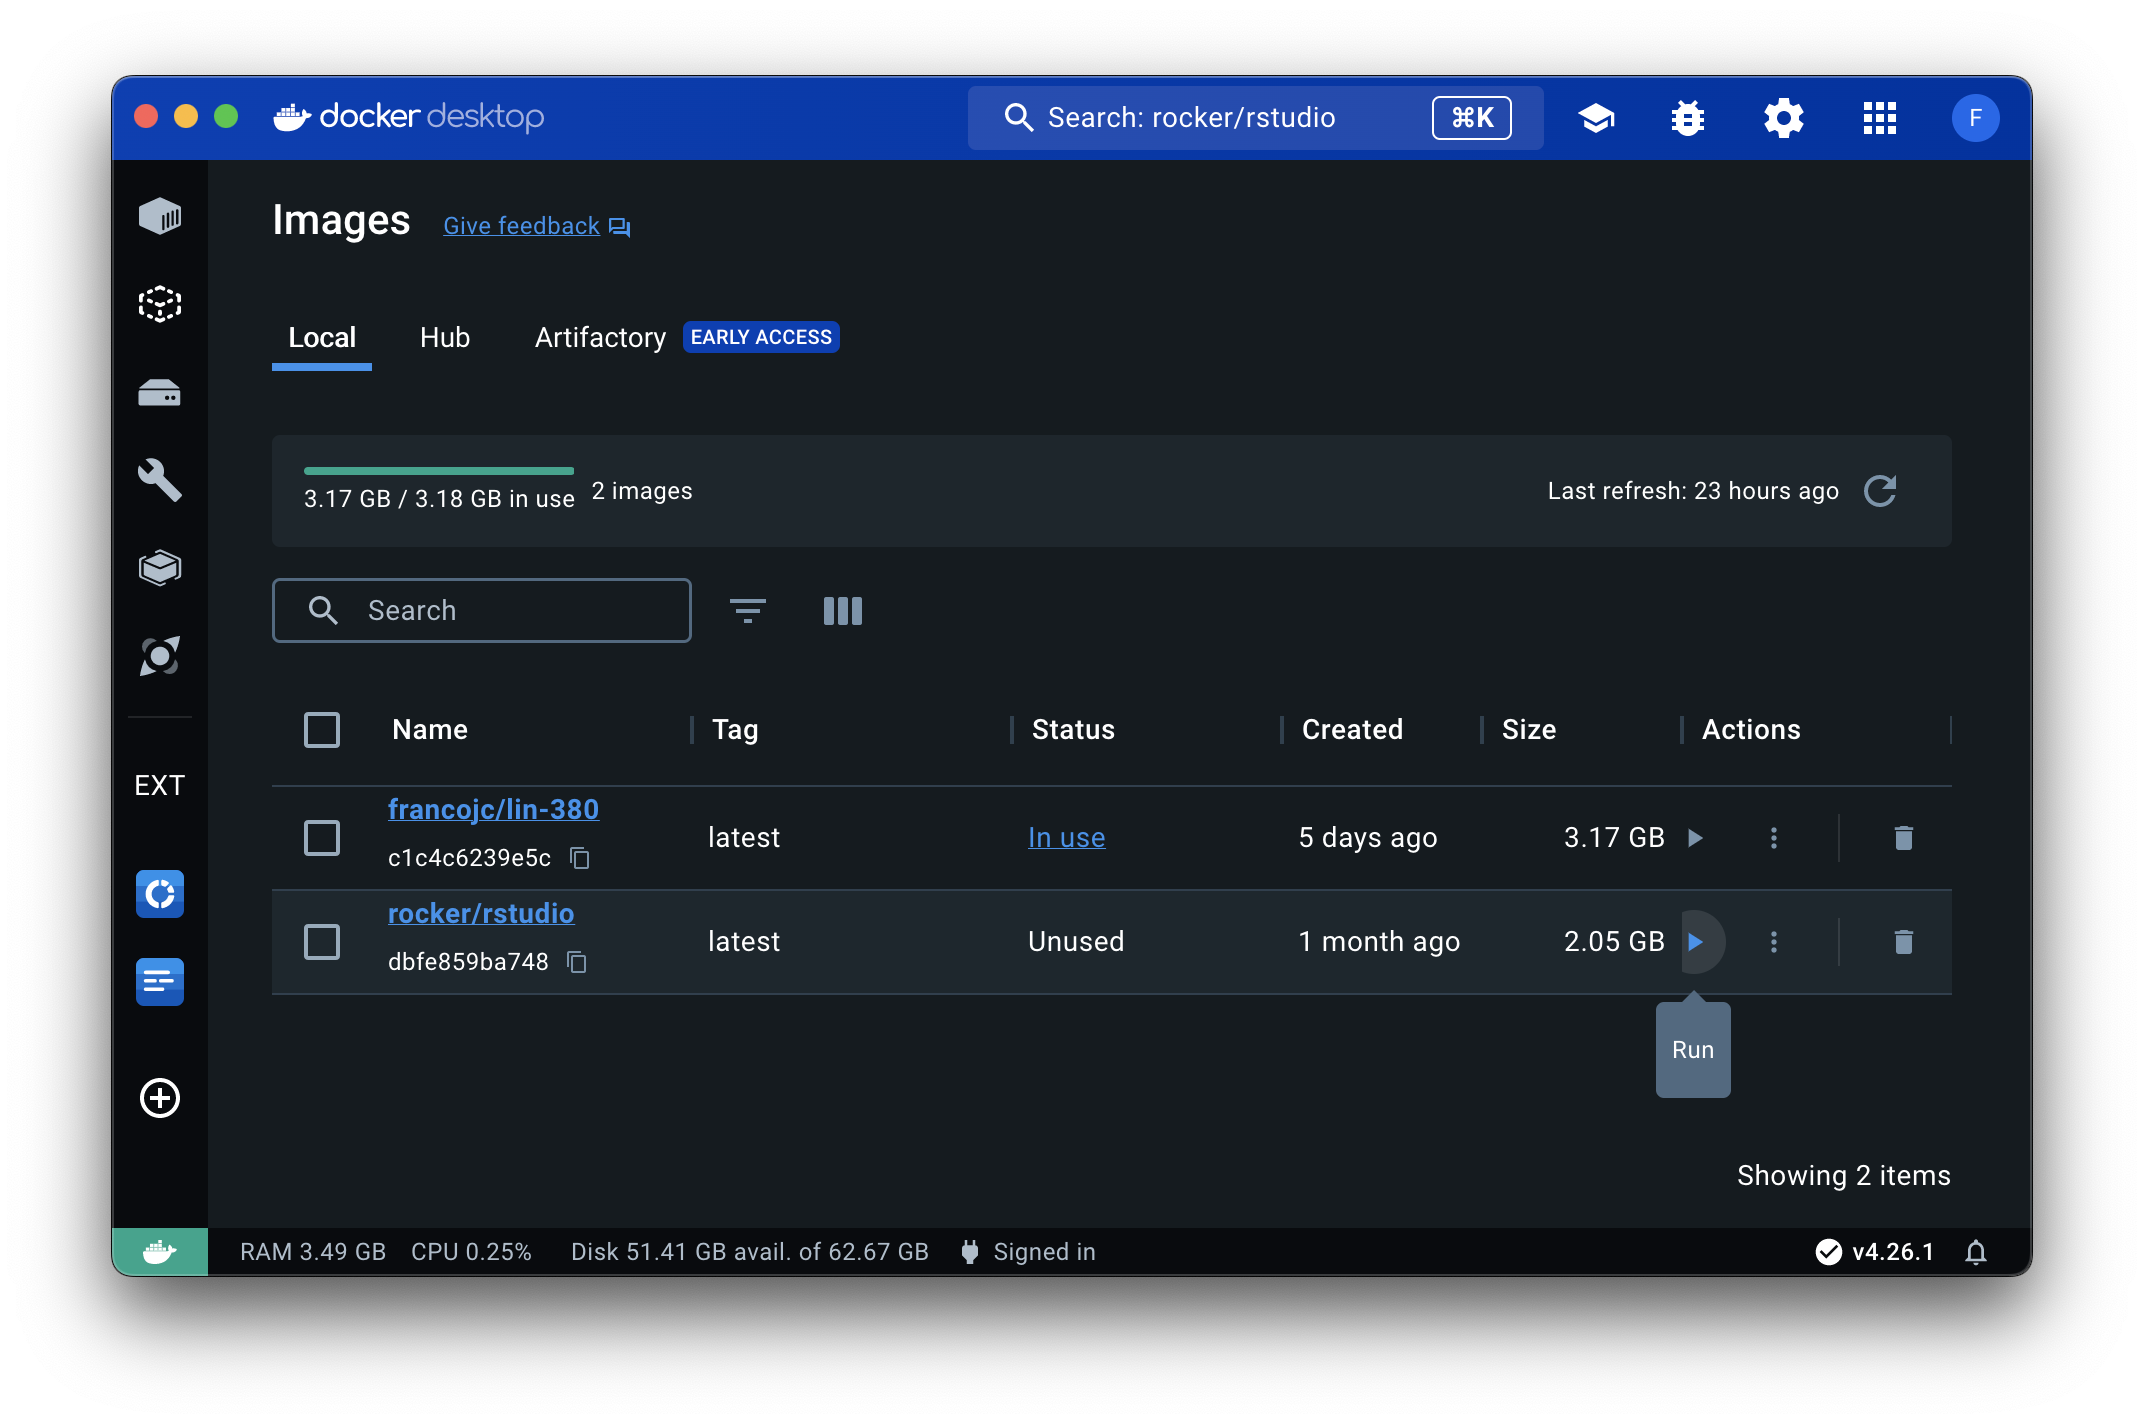 docker desktop
Search: rocker/rstudio ⌘K
F
Images Give feedback
Local Hub Artifactory EARLY ACCESS
3.17 GB / 3.18 GB in use 2 images Last refresh: 23 hours ago
Search
Name Tag Status Created Size Actions
francojc/lin-380
c1c4c6239e5c
latest In use 5 days ago 3.17 GB
rocker/rstudio
dbfe859ba748
latest Unused 1 month ago 2.05 GB
Run
EXT
Showing 2 items
RAM 3.49 GB CPU 0.25% Disk 51.41 GB avail. of 62.67 GB Signed in v4.26.1